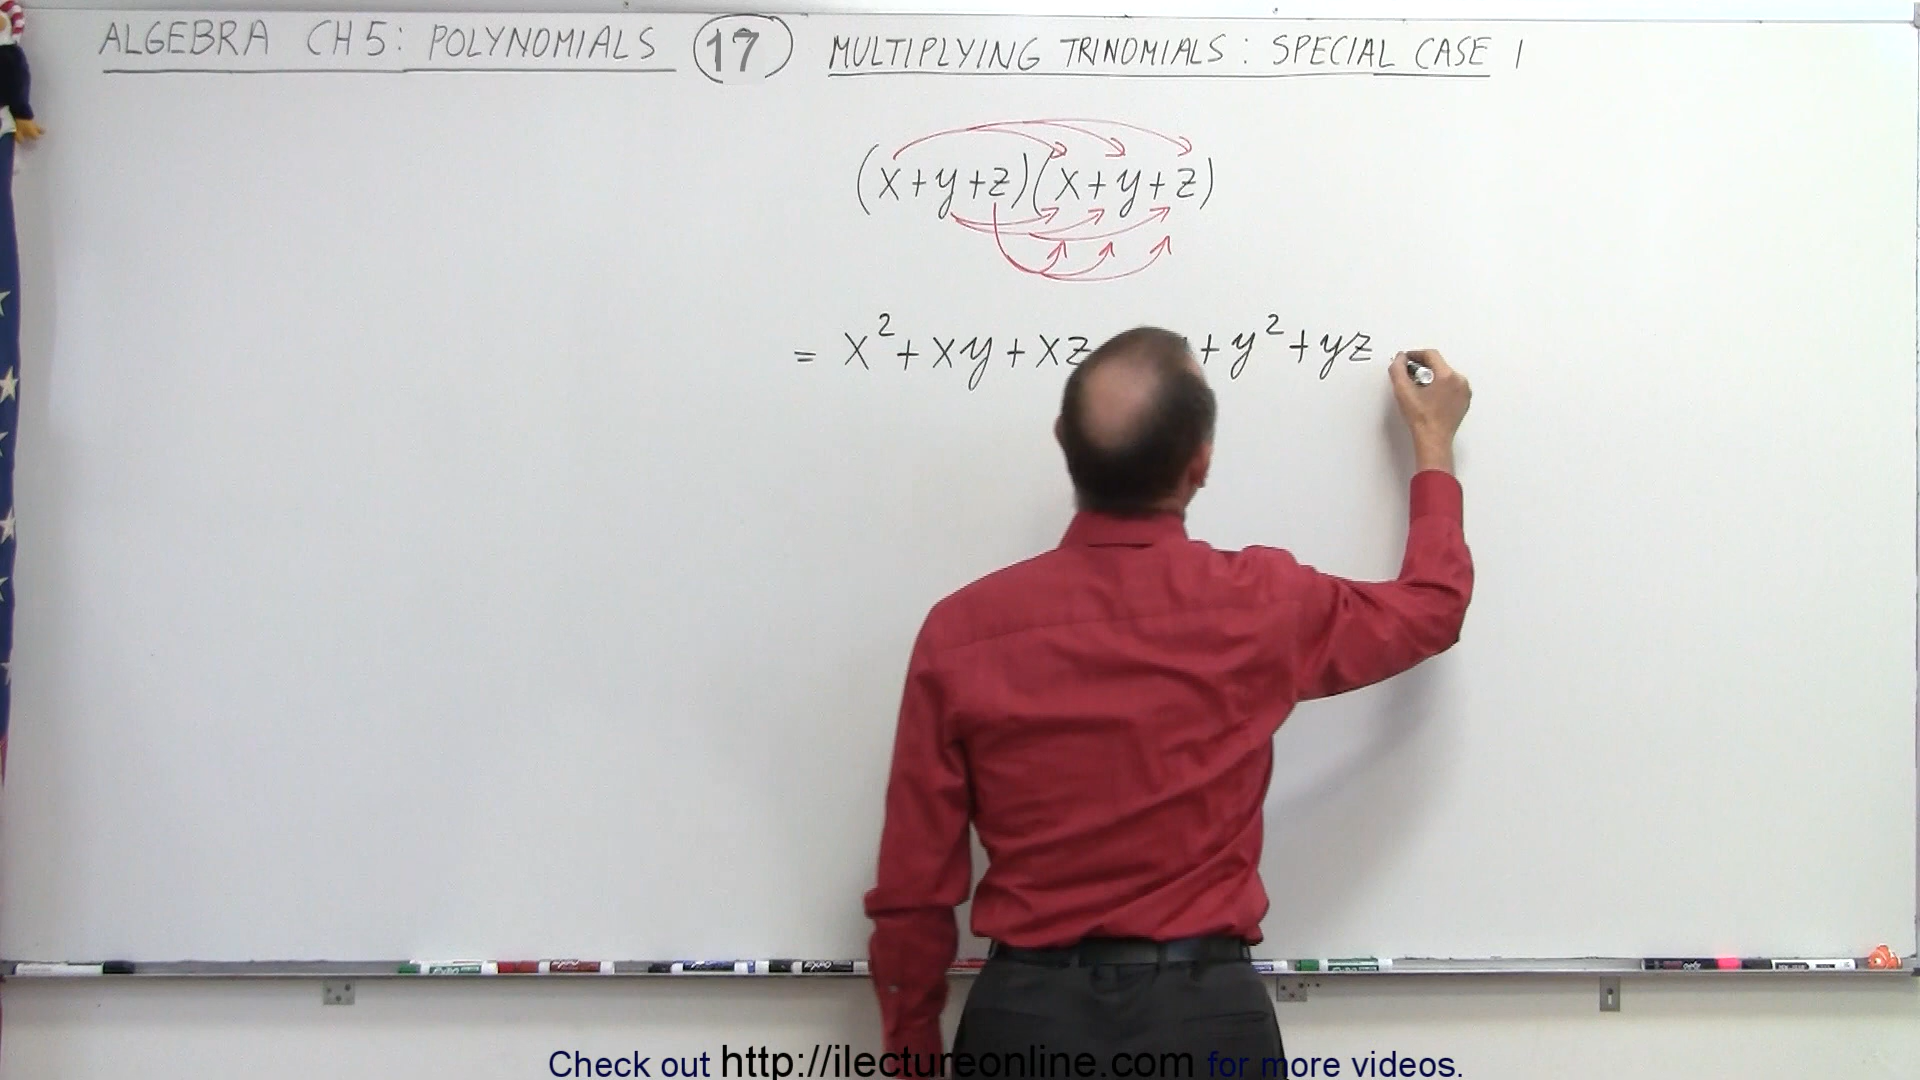 ALGEBRA CH 5: POLYNOMIALS 17 MULTIPLYING TRINOMIALS: SPECIAL CASE 1
(x+y+z)(x+y+z)
= x² + xy + xz + y² + yz
Check out http://ilectureonline.com for more videos.